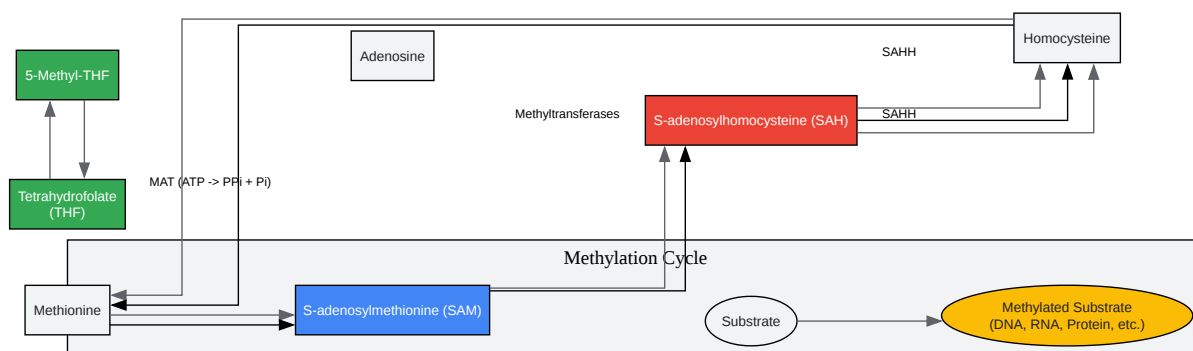 Homocysteine
Adenosine
SAHH
5-Methyl-THF
Methyltransferases
S-adenosylhomocysteine (SAH)
SAHH
MAT (ATP -> PPi + Pi)
Tetrahydrofolate
(THF)
Methylation Cycle
Methionine
S-adenosylmethionine (SAM)
Substrate
Methylated Substrate
(DNA, RNA, Protein, etc.)